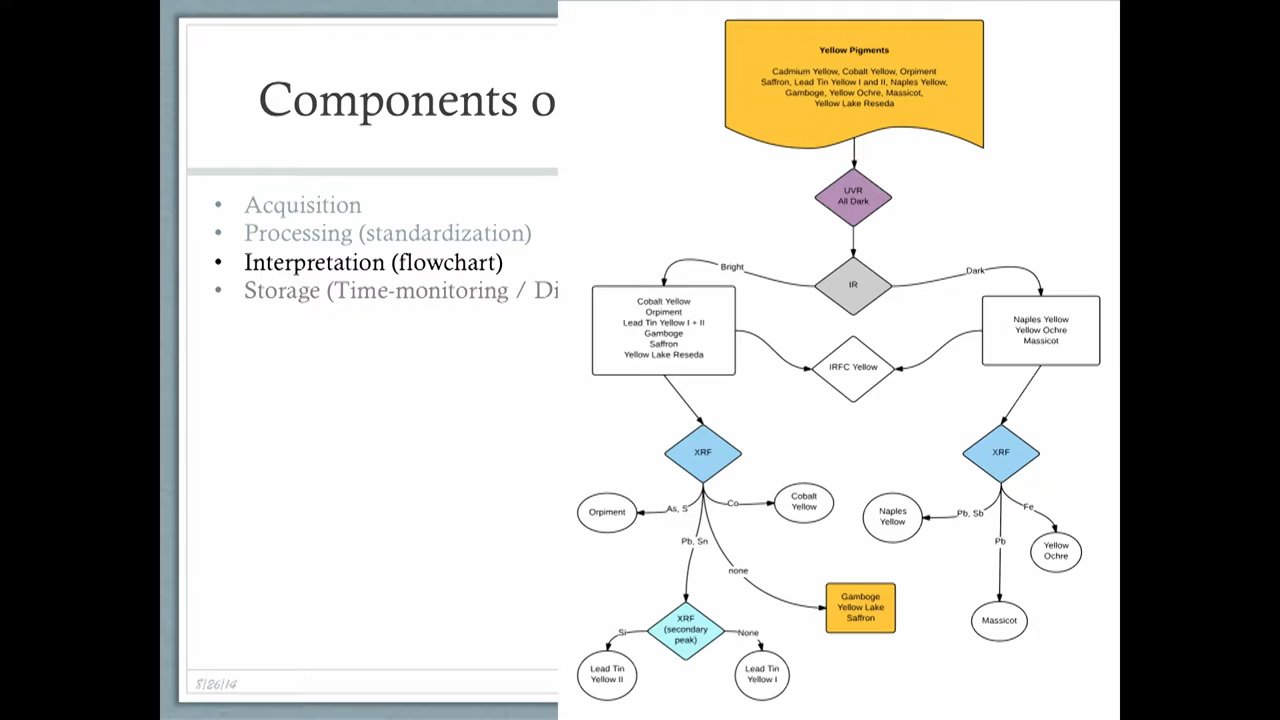 Components o
• Acquisition
• Processing (standardization)
• Interpretation (flowchart)
• Storage (Time-monitoring / Di
8/26/14
Yellow Pigments
Cadmium Yellow, Cobalt Yellow, Orpiment
Saffron, Lead Tin Yellow I and II, Naples Yellow,
Gamboge, Yellow Ochre, Massicot,
Yellow Lake Reseda
UVR
All Dark
IR
Bright
Dark
Cobalt Yellow
Orpiment
Lead Tin Yellow I + II
Gamboge
Saffron
Yellow Lake Reseda
Naples Yellow
Yellow Ochre
Massicot
IRFC Yellow
XRF
XRF
As, S
Co
Orpiment
Cobalt
Yellow
Pb, Sn
none
Pb, Sb
Fe
Pb
Naples
Yellow
Yellow
Ochre
Massicot
Gamboge
Yellow Lake
Saffron
XRF
(secondary
peak)
Si
None
Lead Tin
Yellow II
Lead Tin
Yellow I